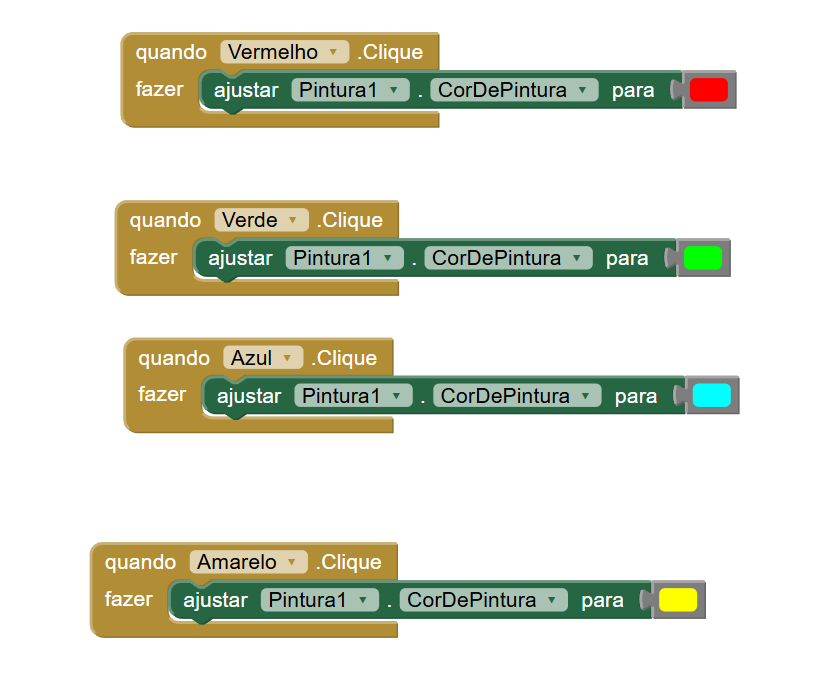 quando Vermelho .Clique
fazer ajustar Pintura1 . CorDePintura para
quando Verde .Clique
fazer ajustar Pintura1 . CorDePintura para
quando Azul .Clique
fazer ajustar Pintura1 . CorDePintura para
quando Amarelo .Clique
fazer ajustar Pintura1 . CorDePintura para